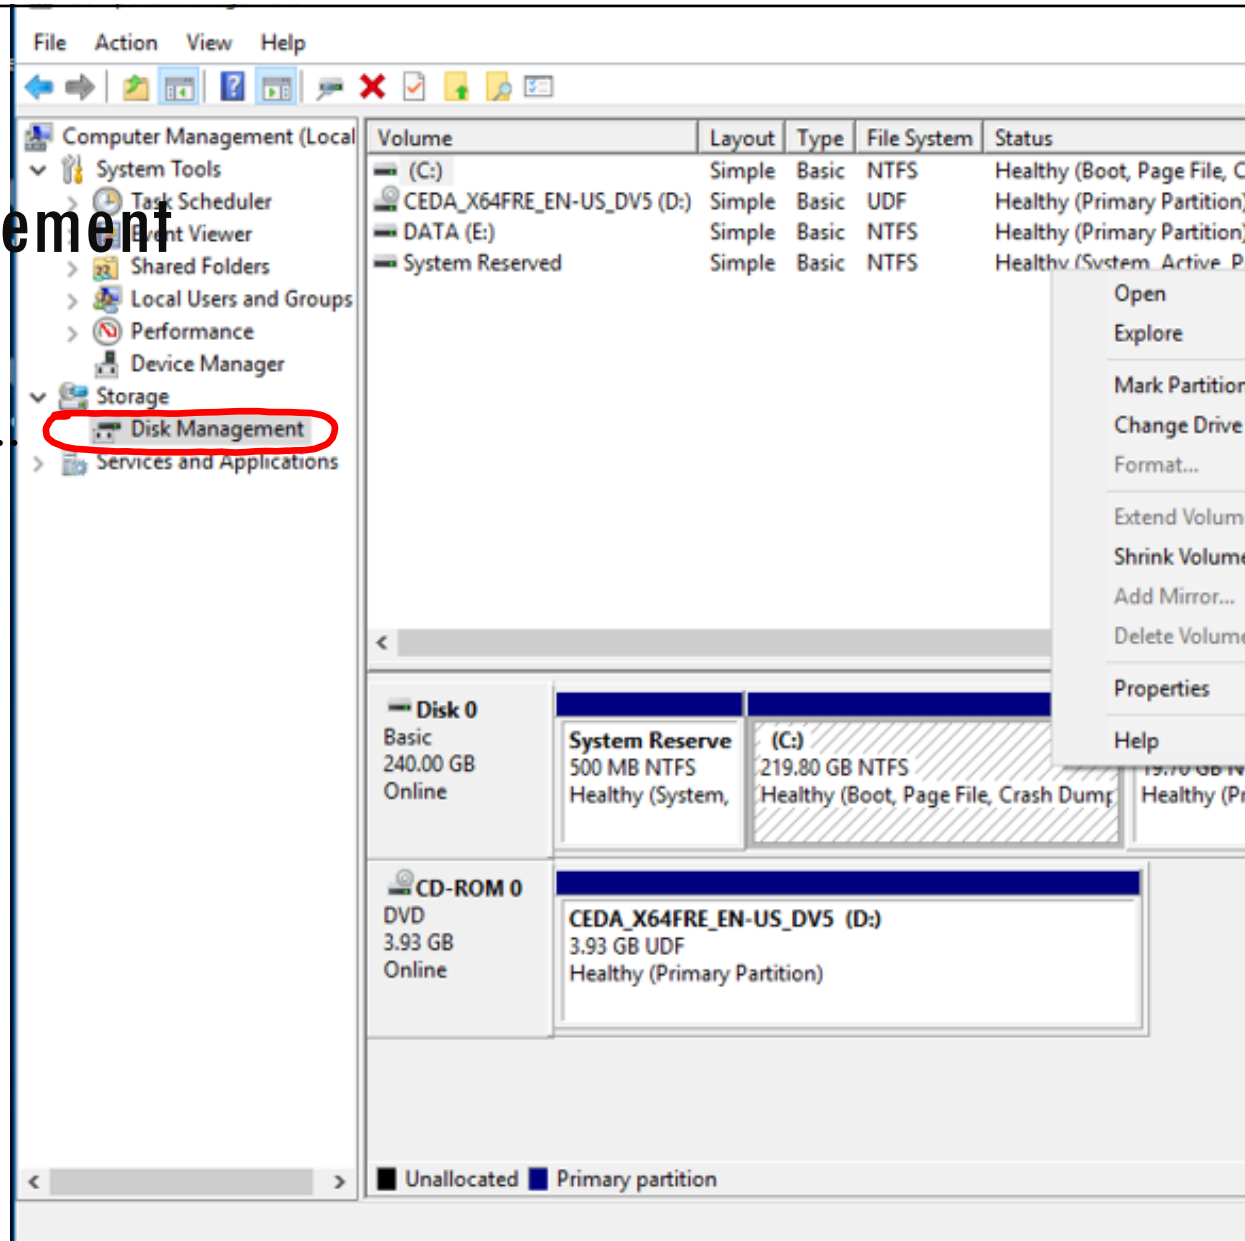 File Action View Help
Computer Management (Local
System Tools
Task Scheduler
ement
Event Viewer
Shared Folders
Local Users and Groups
Performance
Device Manager
Storage
Disk Management
..
Services and Applications
Volume Layout Type File System Status
(C:) Simple Basic NTFS Healthy (Boot, Page File, C
CEDA_X64FRE_EN-US_DV5 (D:) Simple Basic UDF Healthy (Primary Partition)
DATA (E:) Simple Basic NTFS Healthy (Primary Partition)
System Reserved Simple Basic NTFS Healthy (System, Active, P
Open
Explore
Mark Partition
Change Drive
Format...
Extend Volum
Shrink Volume
Add Mirror...
Delete Volume
Properties
Help
Disk 0
Basic
240.00 GB
Online
System Reserve
500 MB NTFS
Healthy (System,
(C:)
219.80 GB NTFS
Healthy (Boot, Page File, Crash Dump
19.70 GB N
Healthy (Pr
CD-ROM 0
DVD
3.93 GB
Online
CEDA_X64FRE_EN-US_DV5 (D:)
3.93 GB UDF
Healthy (Primary Partition)
Unallocated Primary partition